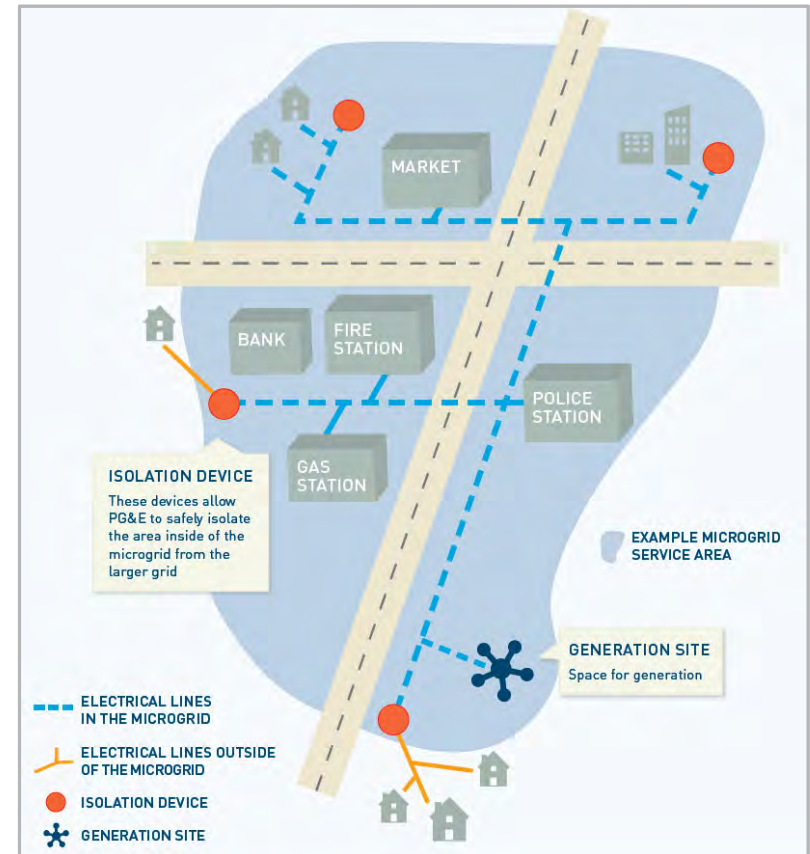 MARKET
BANK
FIRE
STATION
POLICE
STATION
GAS
STATION
ISOLATION DEVICE
These devices allow
PG&E to safely isolate
the area inside of the
microgrid from the
larger grid
EXAMPLE MICROGRID
SERVICE AREA
GENERATION SITE
Space for generation
ELECTRICAL LINES
IN THE MICROGRID
ELECTRICAL LINES OUTSIDE
OF THE MICROGRID
ISOLATION DEVICE
GENERATION SITE